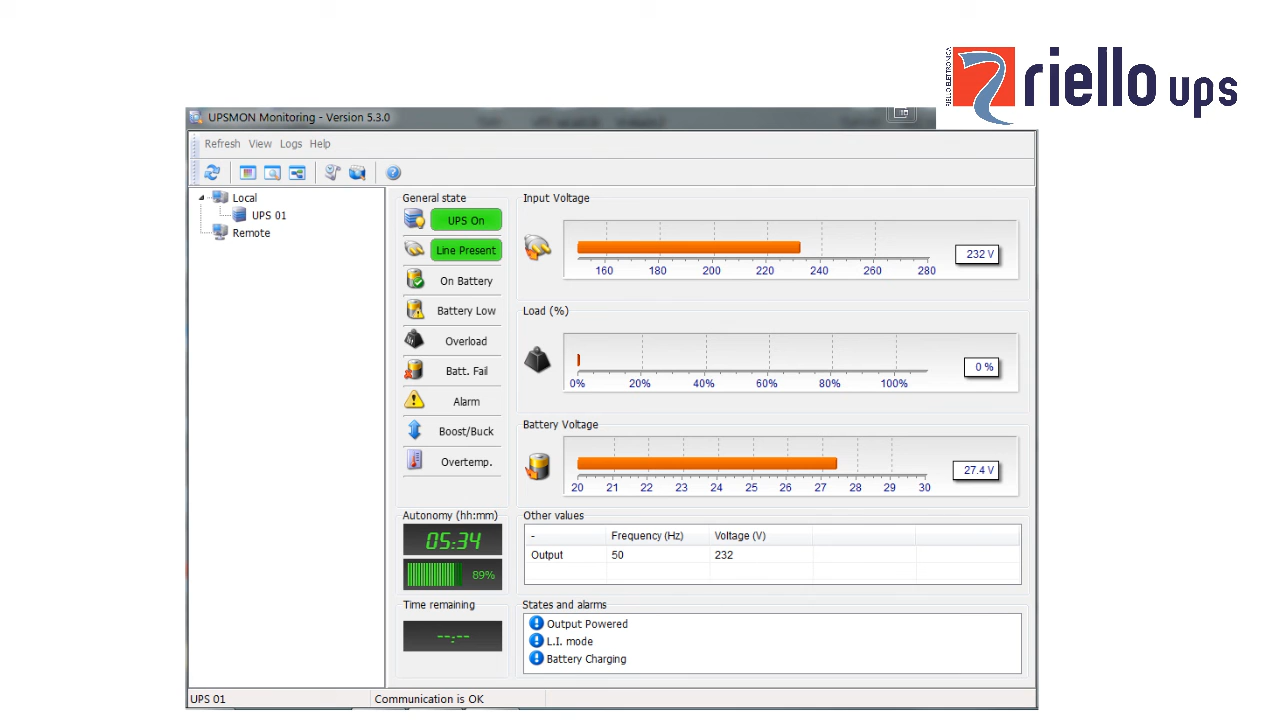 RIELLO ELETTRONICA
riello ups
UPSMON Monitoring - Version 5.3.0
Refresh View Logs Help
Local
UPS 01
Remote
General state
UPS On
Line Present
On Battery
Battery Low
Overload
Batt. Fail
Alarm
Boost/Buck
Overtemp.
Autonomy (hh:mm)
05:34
89%
Time remaining
--:--
Input Voltage
160 180 200 220 240 260 280
232 V
Load (%)
0% 20% 40% 60% 80% 100%
0 %
Battery Voltage
20 21 22 23 24 25 26 27 28 29 30
27.4 V
Other values
- Frequency (Hz) Voltage (V)
Output 50 232
States and alarms
Output Powered
L.I. mode
Battery Charging
UPS 01 Communication is OK